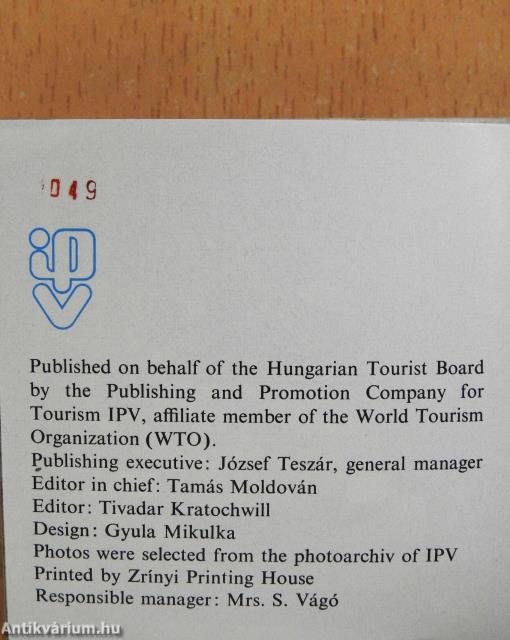 049
ipv
Published on behalf of the Hungarian Tourist Board
by the Publishing and Promotion Company for
Tourism IPV, affiliate member of the World Tourism
Organization (WTO).
Publishing executive: József Teszár, general manager
Editor in chief: Tamás Moldován
Editor: Tivadar Kratochwill
Design: Gyula Mikulka
Photos were selected from the photoarchiv of IPV
Printed by Zrínyi Printing House
Responsible manager: Mrs. S. Vágó
Antikvárium.hu